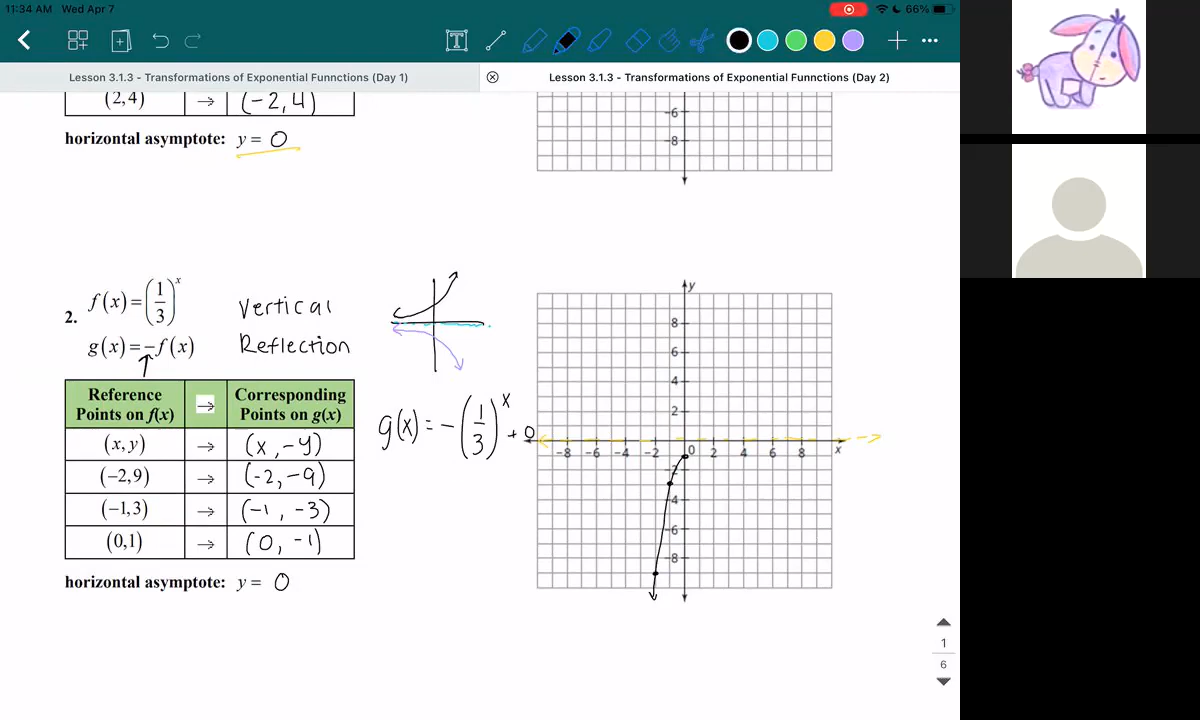 11:34 AM Wed Apr 7
66%
T
Lesson 3.1.3 - Transformations of Exponential Funnctions (Day 1)
Lesson 3.1.3 - Transformations of Exponential Funnctions (Day 2)
(2,4) → (-2,4)
horizontal asymptote: y = 0
-6
-8
2.
f(x)=(1/3)^x Vertical
g(x)=-f(x) Reflection
Reference Points on f(x) → Corresponding Points on g(x)
(x,y) → (x,-y)
(-2,9) → (-2,-9)
(-1,3) → (-1,-3)
(0,1) → (0,-1)
horizontal asymptote: y = 0
g(x) = -(1/3)^x + 0
y
8
6
4
2
-8 -6 -4 -2 0 2 4 6 8 x
-2
-4
-6
-8
1
6